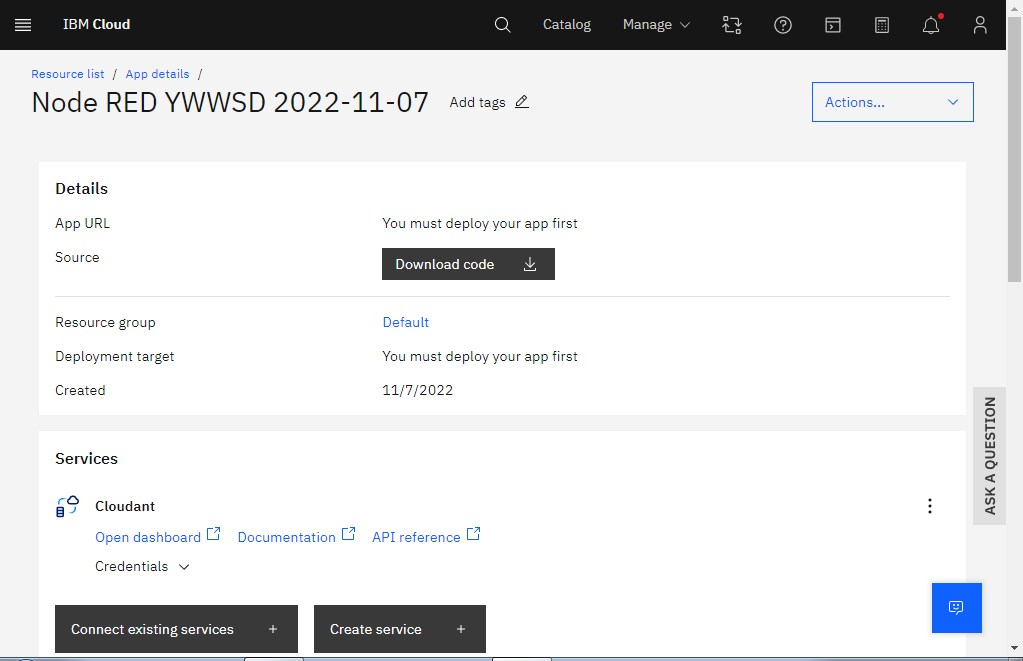 IBM Cloud
Catalog
Manage
Resource list / App details /
Node RED YWWSD 2022-11-07
Add tags
Actions...
Details
App URL
You must deploy your app first
Source
Download code
Resource group
Default
Deployment target
You must deploy your app first
Created
11/7/2022
Services
Cloudant
Open dashboard
Documentation
API reference
Credentials
Connect existing services +
Create service +
ASK A QUESTION